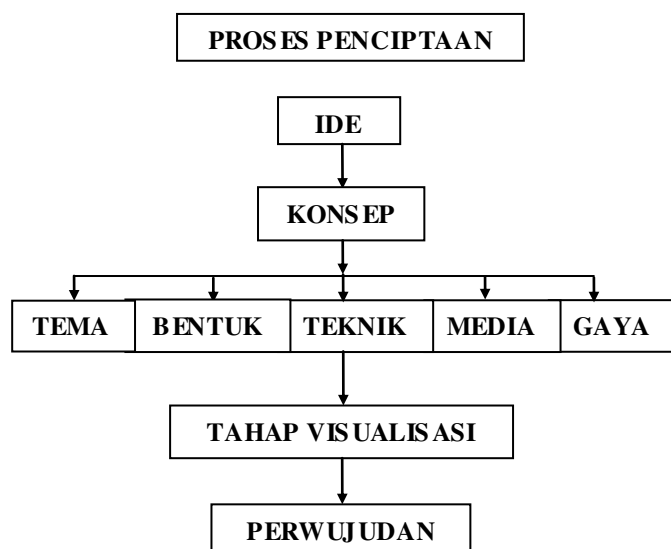 PROSES PENCIPTAAN
IDE
KONSEP
TEMA BENTUK TEKNIK MEDIA GAYA
TAHAP VISUALISASI
PERWUJUDAN